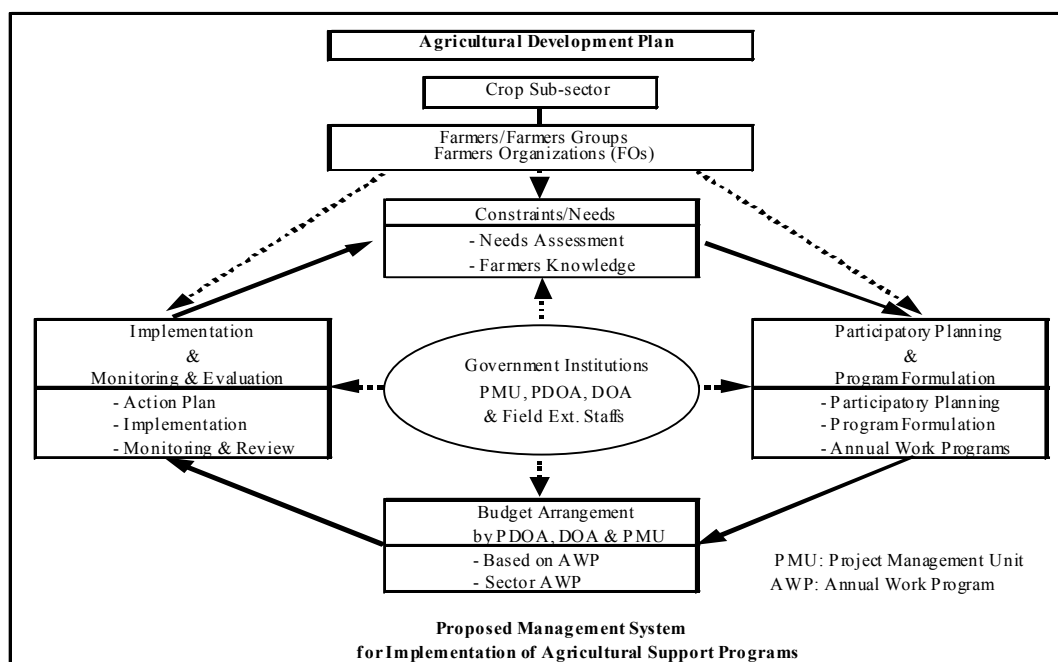 Agricultural Development Plan
Crop Sub-sector
Farmers/Farmers Groups
Farmers Organizations (FOs)
Constraints/Needs
- Needs Assessment
- Farmers Knowledge
Implementation
&
Monitoring & Evaluation
- Action Plan
- Implementation
- Monitoring & Review
Government Institutions
PMU, PDOA, DOA
& Field Ext. Staffs
Participatory Planning
&
Program Formulation
- Participatory Planning
- Program Formulation
- Annual Work Programs
Budget Arrangement
by PDOA, DOA & PMU
- Based on AWP
- Sector AWP
PMU: Project Management Unit
AWP: Annual Work Program
Proposed Management System
for Implementation of Agricultural Support Programs